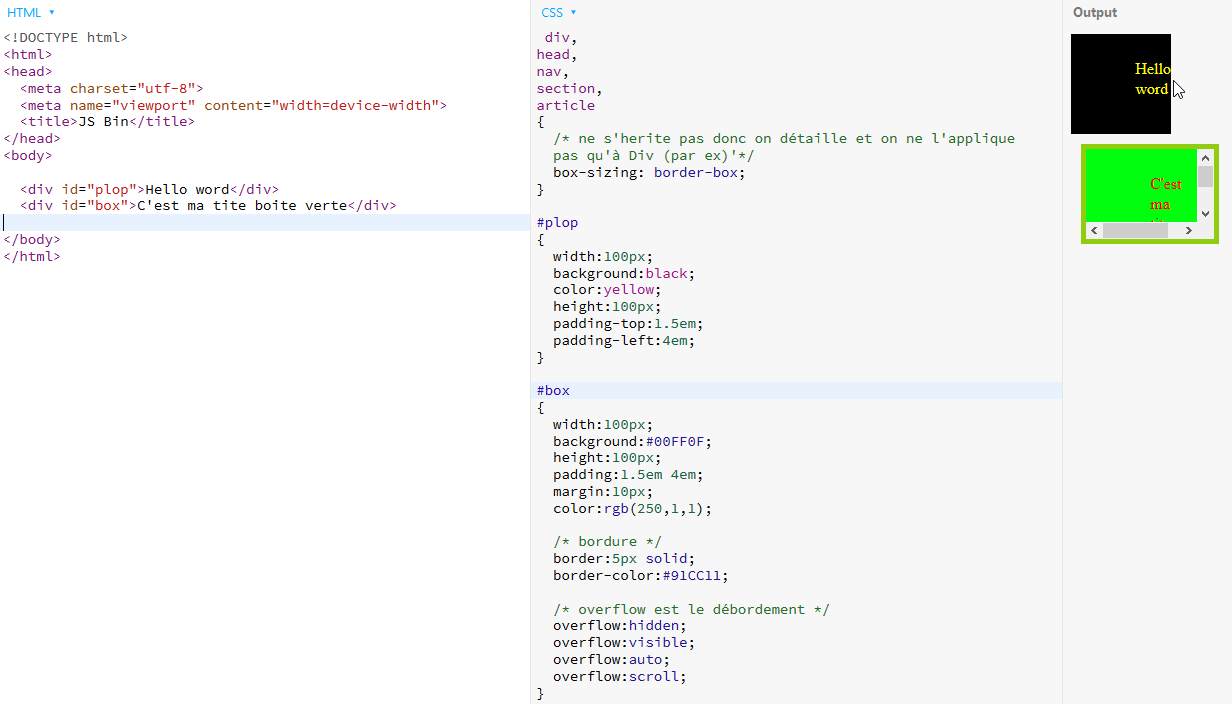 HTML
<!DOCTYPE html>
<html>
<head>
  <meta charset="utf-8">
  <meta name="viewport" content="width=device-width">
  <title>JS Bin</title>
</head>
<body>
  <div id="plop">Hello word</div>
  <div id="box">C'est ma tite boite verte</div>
</body>
</html>
CSS
 div,
head,
nav,
section,
article
{
  /* ne s'herite pas donc on détaille et on ne l'applique
  pas qu'à Div (par ex)'*/
  box-sizing: border-box;
}
#plop
{
  width:100px;
  background:black;
  color:yellow;
  height:100px;
  padding-top:1.5em;
  padding-left:4em;
}
#box
{
  width:100px;
  background:#00FF0F;
  height:100px;
  padding:1.5em 4em;
  margin:10px;
  color:rgb(250,1,1);
  /* bordure */
  border:5px solid;
  border-color:#91CC11;
  /* overflow est le débordement */
  overflow:hidden;
  overflow:visible;
  overflow:auto;
  overflow:scroll;
}
Output
Hello
word
C'est
ma